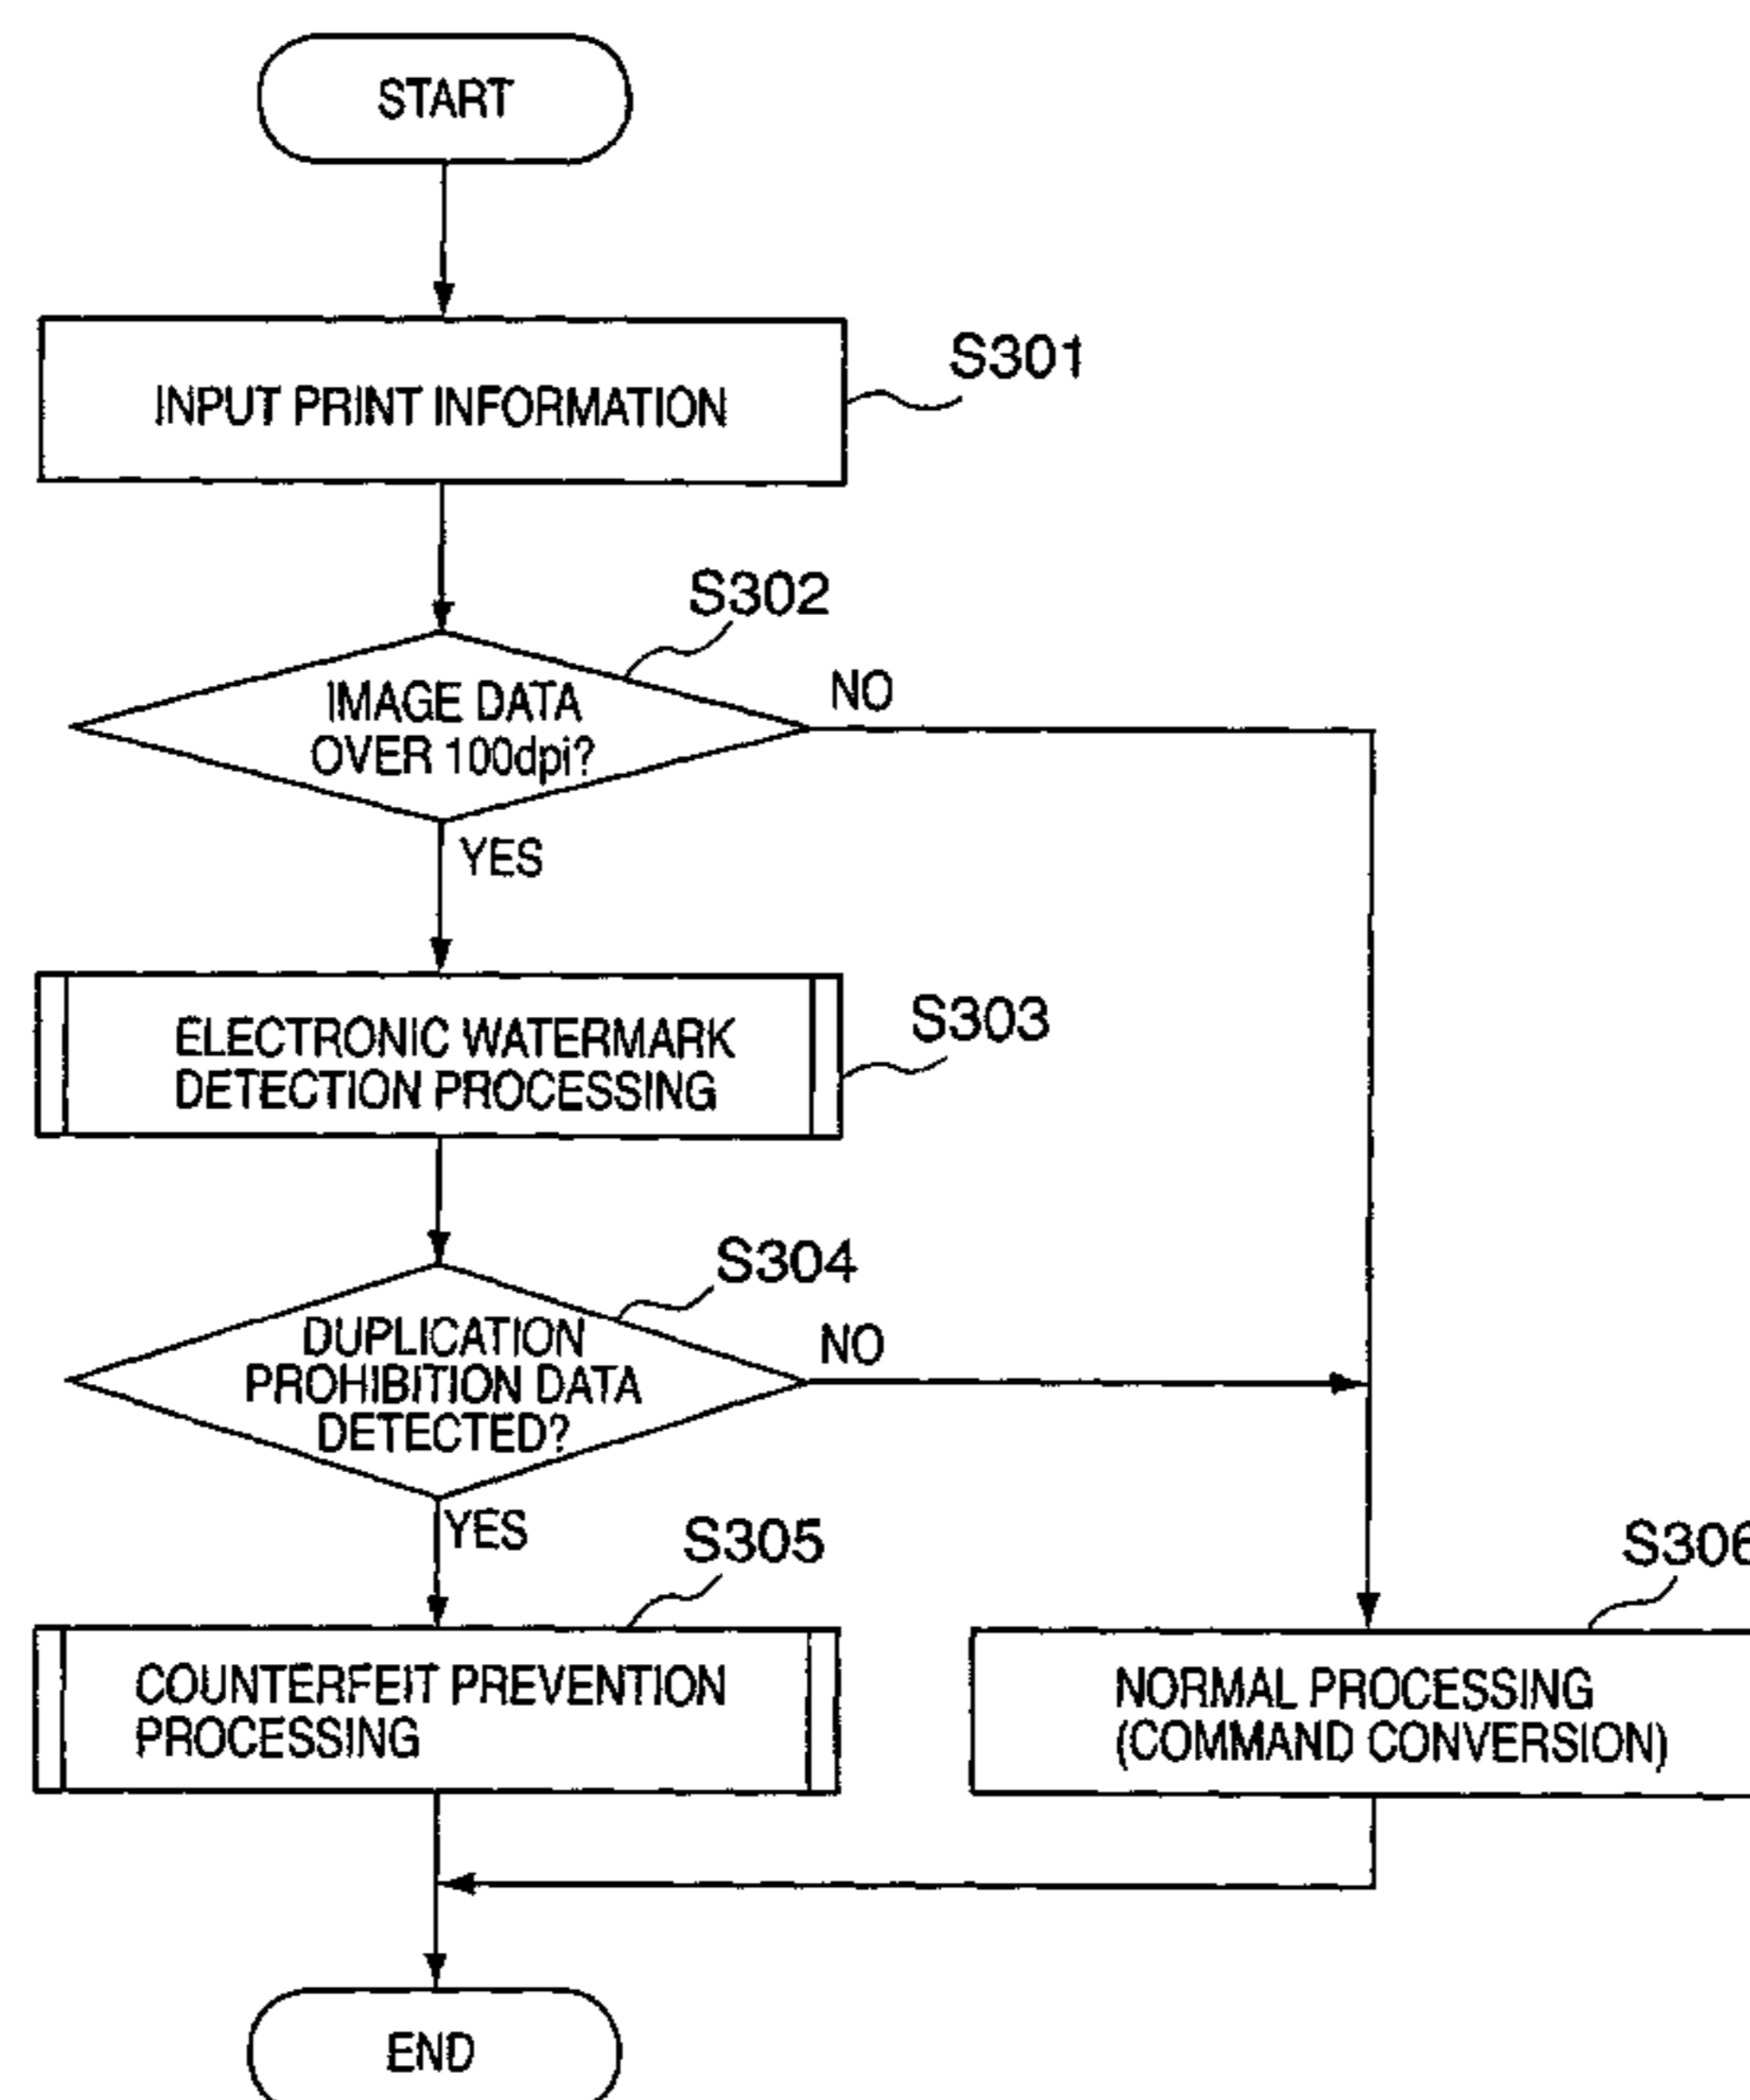 START
INPUT PRINT INFORMATION
S301
S302
IMAGE DATA
OVER 100dpi?
NO
YES
ELECTRONIC WATERMARK
DETECTION PROCESSING
S303
S304
DUPLICATION
PROHIBITION DATA
DETECTED?
NO
YES
S305
COUNTERFEIT PREVENTION
PROCESSING
S306
NORMAL PROCESSING
(COMMAND CONVERSION)
END